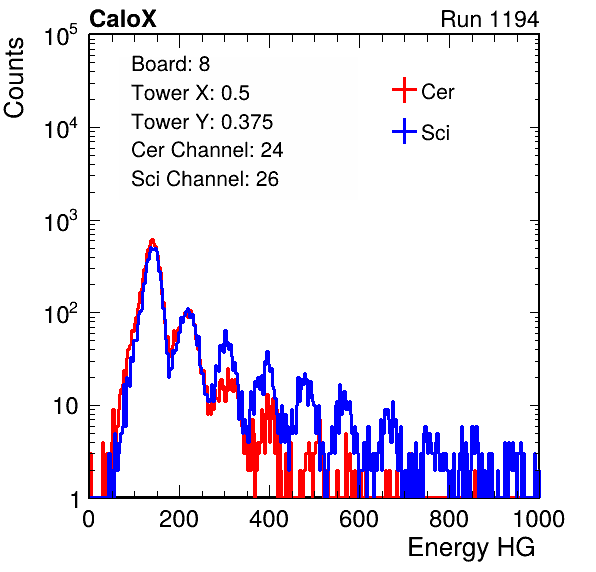 CaloX Run 1194
Counts
10^5
10^4
10^3
10^2
10
1
Board: 8
Tower X: 0.5
Tower Y: 0.375
Cer Channel: 24
Sci Channel: 26
Cer
Sci
0 200 400 600 800 1000
Energy HG